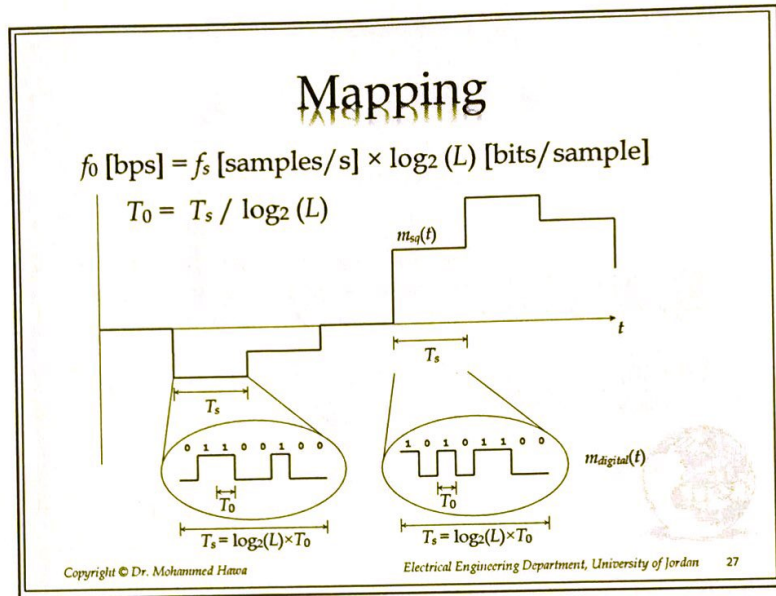 Mapping
f₀ [bps] = fₛ [samples/s] × log₂ (L) [bits/sample]
T₀ = Tₛ / log₂ (L)
m_sq(t)
t
Tₛ
Tₛ
0 1 1 0 0 1 0 0
1 0 1 0 1 1 0 0
m_digital(t)
T₀
T₀
Tₛ = log₂(L)×T₀
Tₛ = log₂(L)×T₀
Copyright © Dr. Mohammed Hawa
Electrical Engineering Department, University of Jordan
27